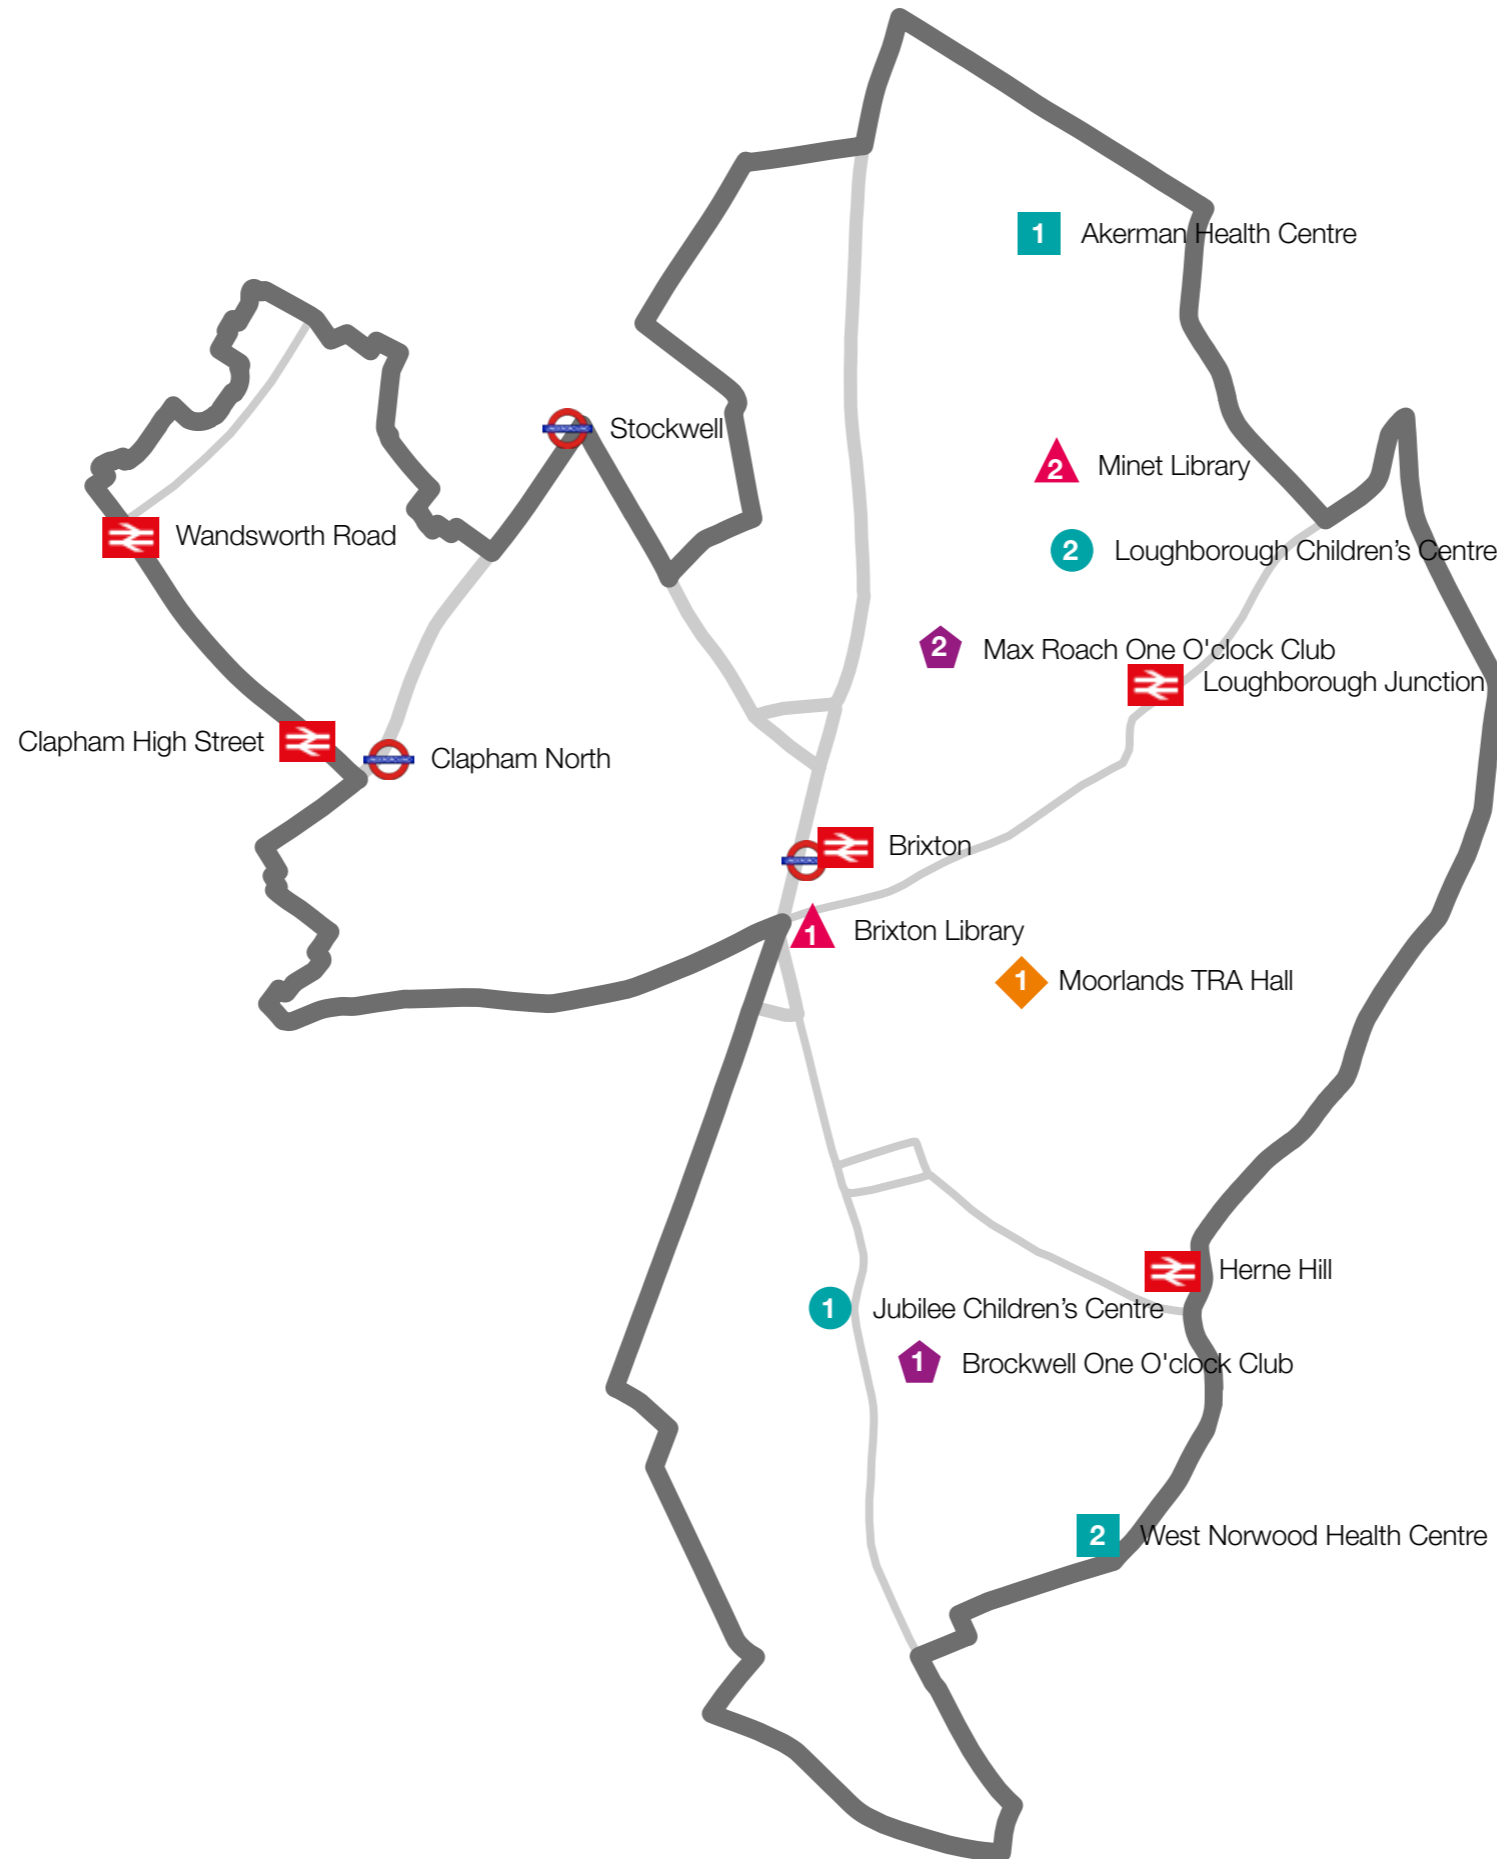 1 Akerman Health Centre
Stockwell
2 Minet Library
Wandsworth Road
2 Loughborough Children's Centre
2 Max Roach One O'clock Club
Loughborough Junction
Clapham High Street
Clapham North
Brixton
1 Brixton Library
1 Moorlands TRA Hall
Herne Hill
1 Jubilee Children's Centre
1 Brockwell One O'clock Club
2 West Norwood Health Centre